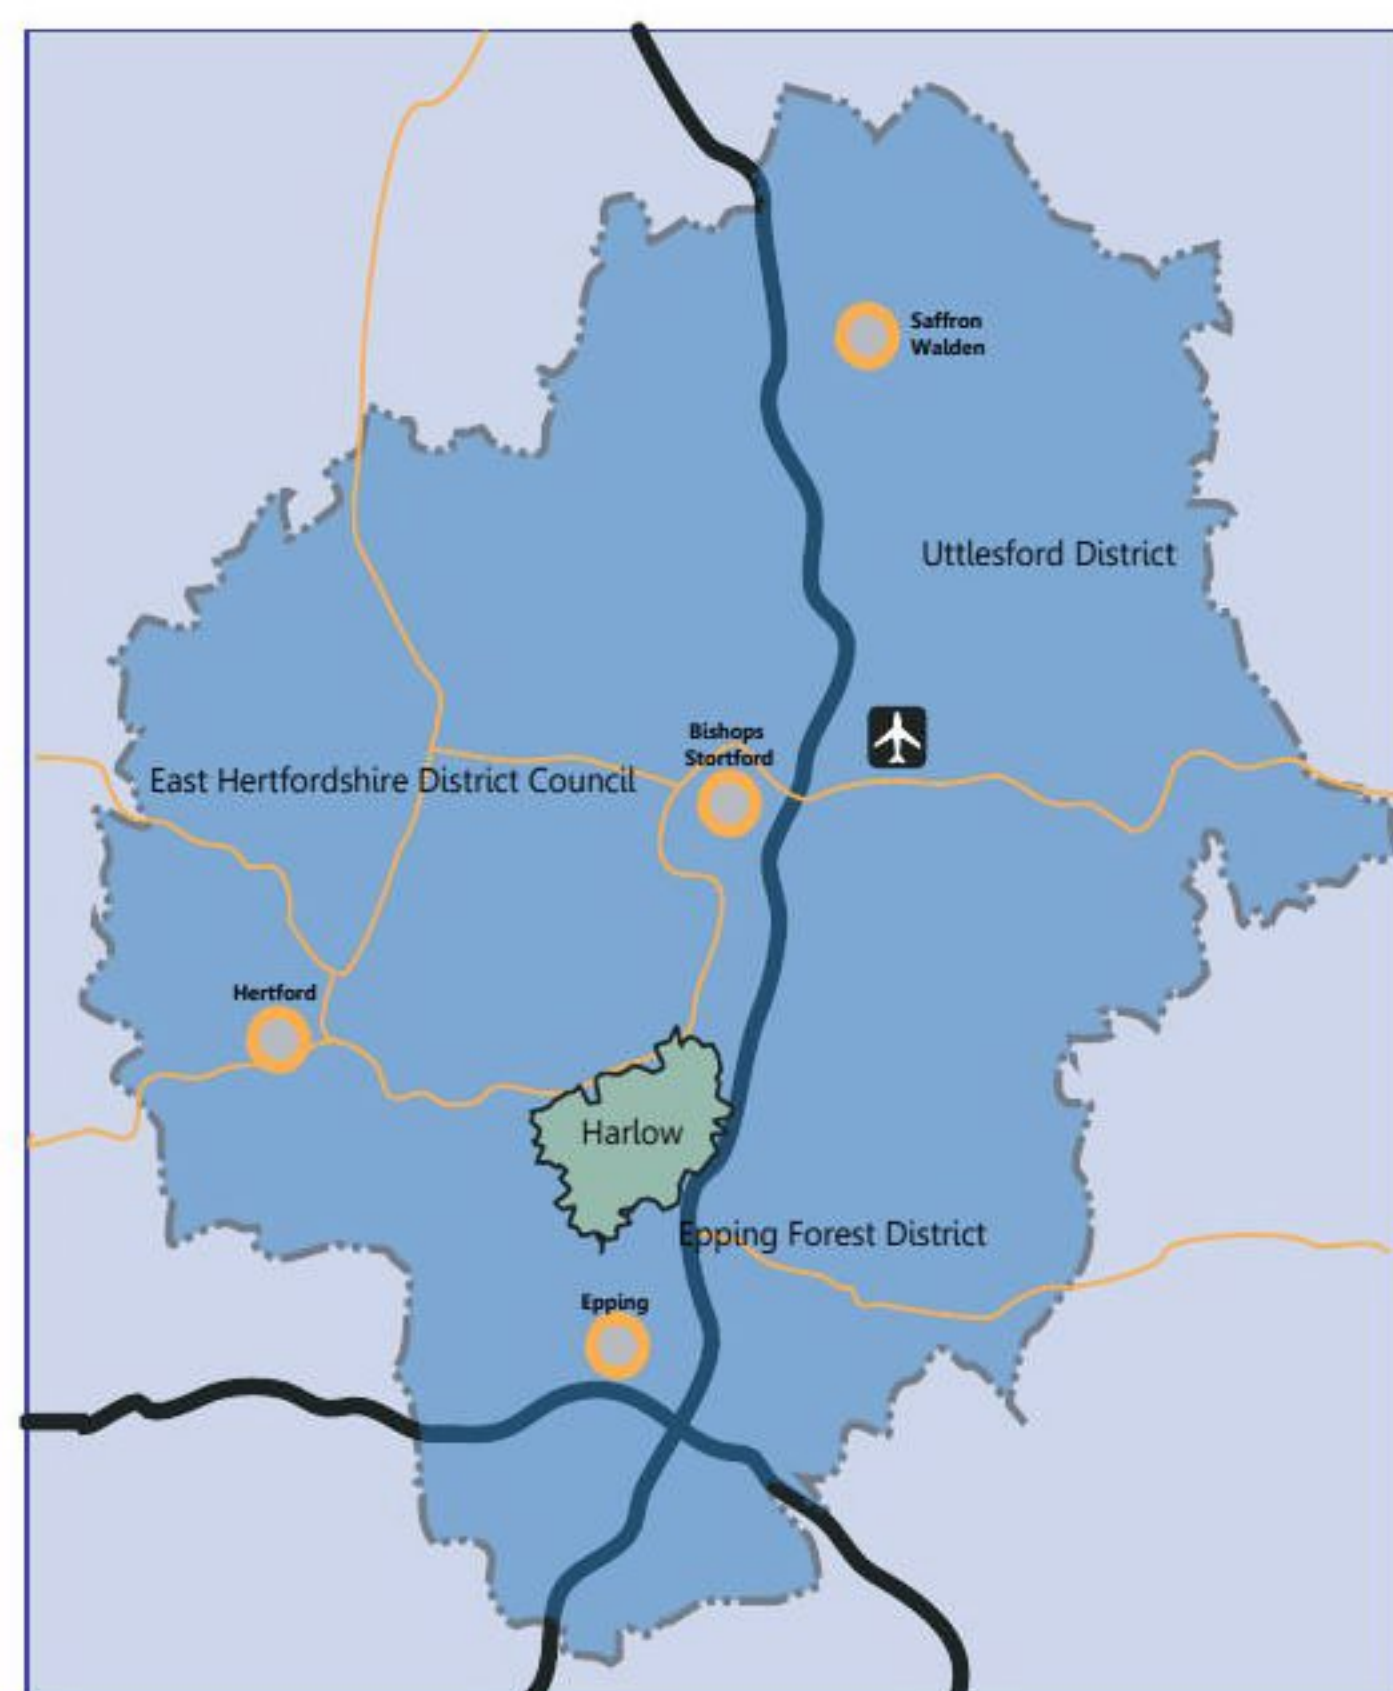 Saffron
Walden
Uttlesford District
Bishops
Stortford
East Hertfordshire District Council
Hertford
Harlow
Epping Forest District
Epping